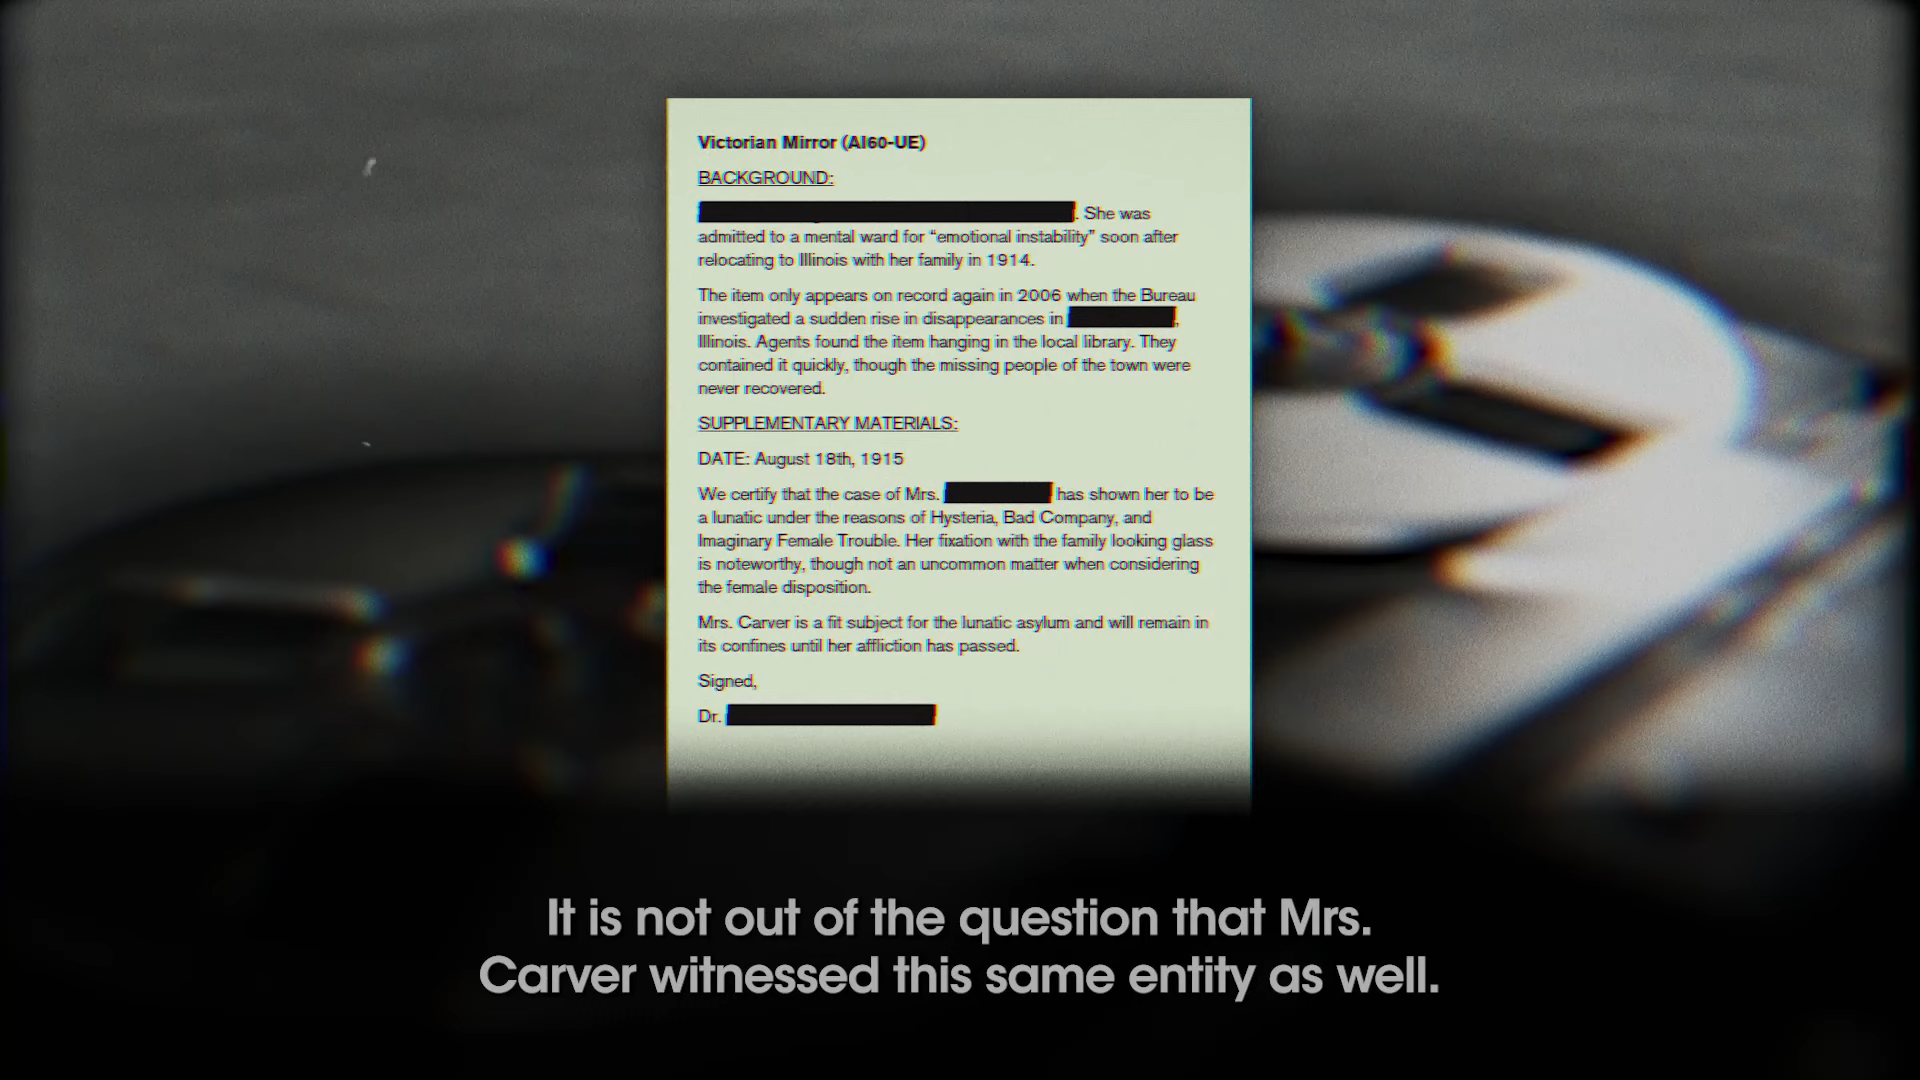 Victorian Mirror (AI60-UE)
BACKGROUND:
. She was
admitted to a mental ward for “emotional instability” soon after
relocating to Illinois with her family in 1914.
The item only appears on record again in 2006 when the Bureau
investigated a sudden rise in disappearances in ,
Illinois. Agents found the item hanging in the local library. They
contained it quickly, though the missing people of the town were
never recovered.
SUPPLEMENTARY MATERIALS:
DATE: August 18th, 1915
We certify that the case of Mrs. has shown her to be
a lunatic under the reasons of Hysteria, Bad Company, and
Imaginary Female Trouble. Her fixation with the family looking glass
is noteworthy, though not an uncommon matter when considering
the female disposition.
Mrs. Carver is a fit subject for the lunatic asylum and will remain in
its confines until her affliction has passed.
Signed,
Dr.
It is not out of the question that Mrs.
Carver witnessed this same entity as well.